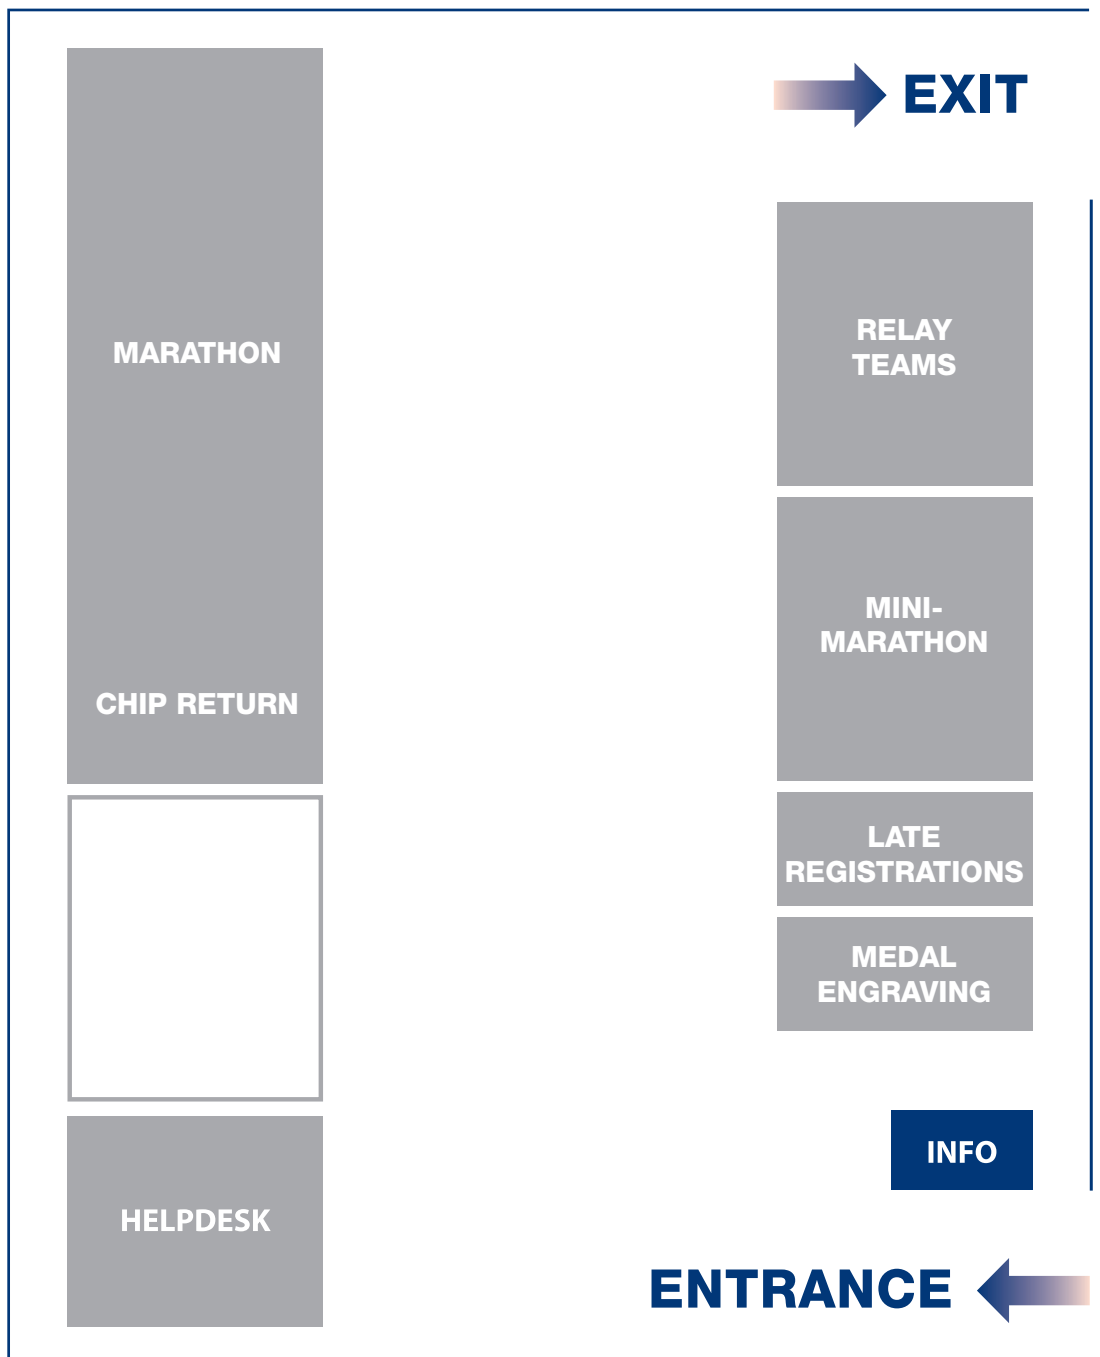 EXIT
RELAY
TEAMS
MARATHON
MINI-
MARATHON
CHIP RETURN
LATE
REGISTRATIONS
MEDAL
ENGRAVING
INFO
HELPDESK
ENTRANCE